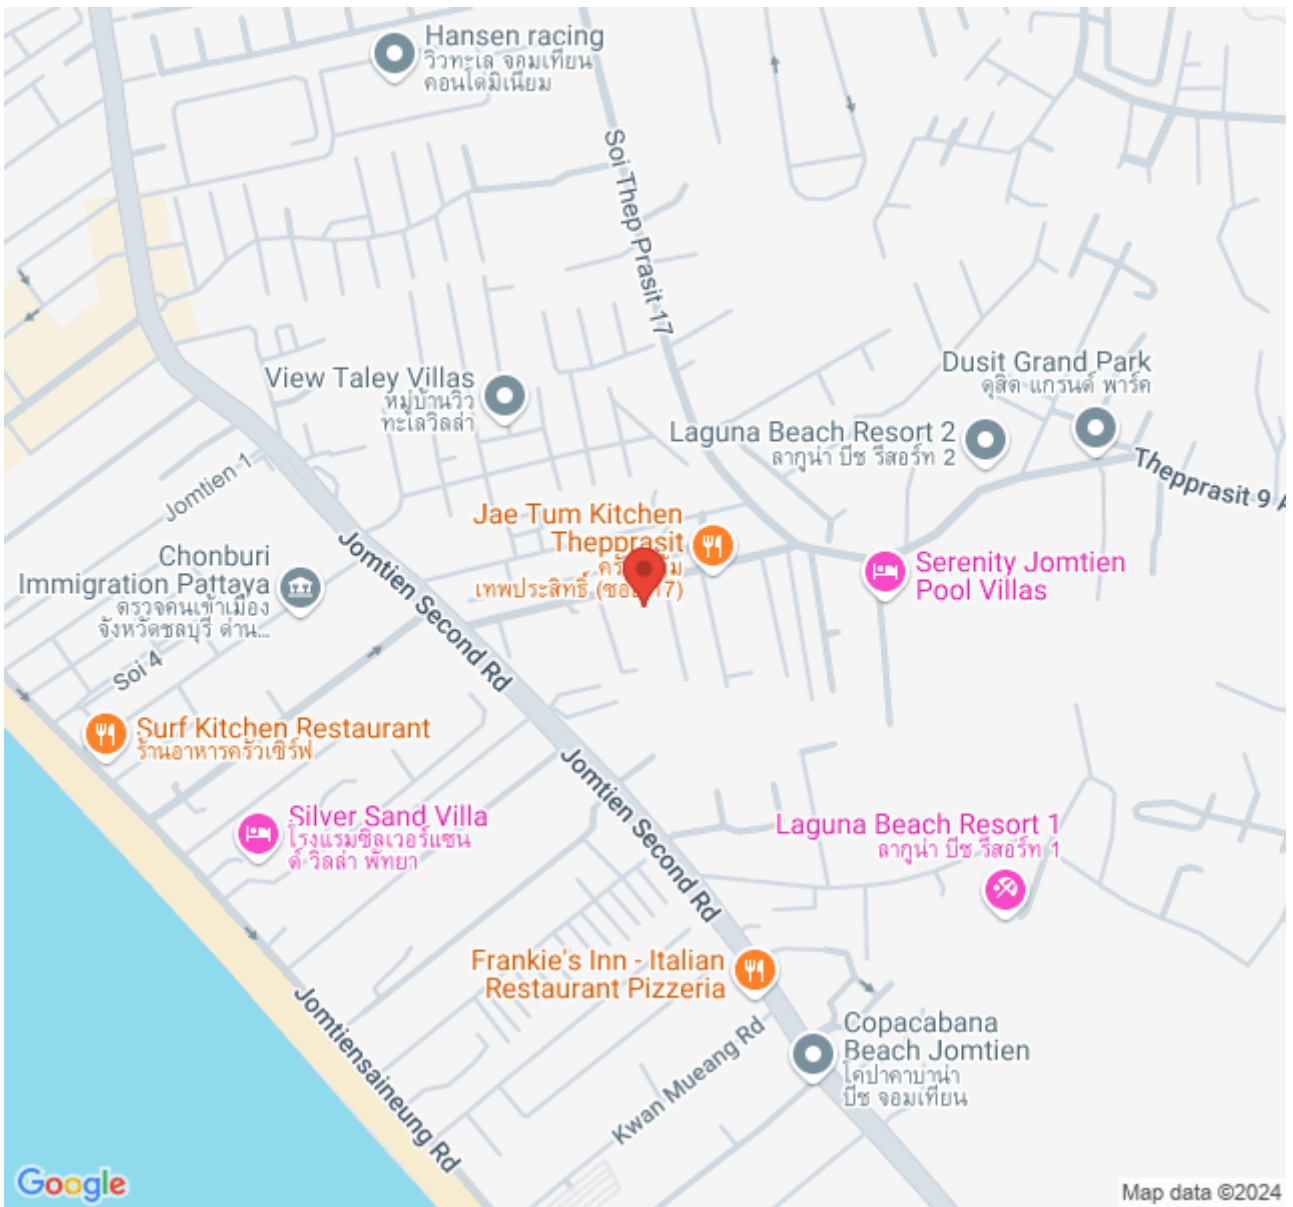 Hansen racing
วิวทะเล จอมเทียน
คอนโดมิเนียม
Soi Thep Prasit 17
View Taley Villas
หมู่บ้านวิว
ทะเลวิลล่า
Dusit Grand Park
ดุสิต แกรนด์ พาร์ค
Laguna Beach Resort 2
ลากูน่า บีช รีสอร์ท 2
Thepprasit 9
Jomtien 1
Jae Tum Kitchen
Thepprasit
เทพประสิทธิ์
17)
Chonburi
Immigration Pattaya
ตรวจคนเข้าเมือง
จังหวัดชลบุรี ด่าน...
Jomtien Second Rd
Serenity Jomtien
Pool Villas
Soi 4
Surf Kitchen Restaurant
ร้านอาหารครัวเซิร์ฟ
Jomtien Second Rd
Silver Sand Villa
โรงแรมซิลเวอร์แซน
ด์ วิลล่า พัทยา
Laguna Beach Resort 1
ลากูน่า บีช รีสอร์ท 1
Frankie's Inn - Italian
Restaurant Pizzeria
Jomtiensaineung Rd
Kwan Mueang Rd
Copacabana
Beach Jomtien
โคปาคาบาน่า
บีช จอมเทียน
Google
Map data ©2024